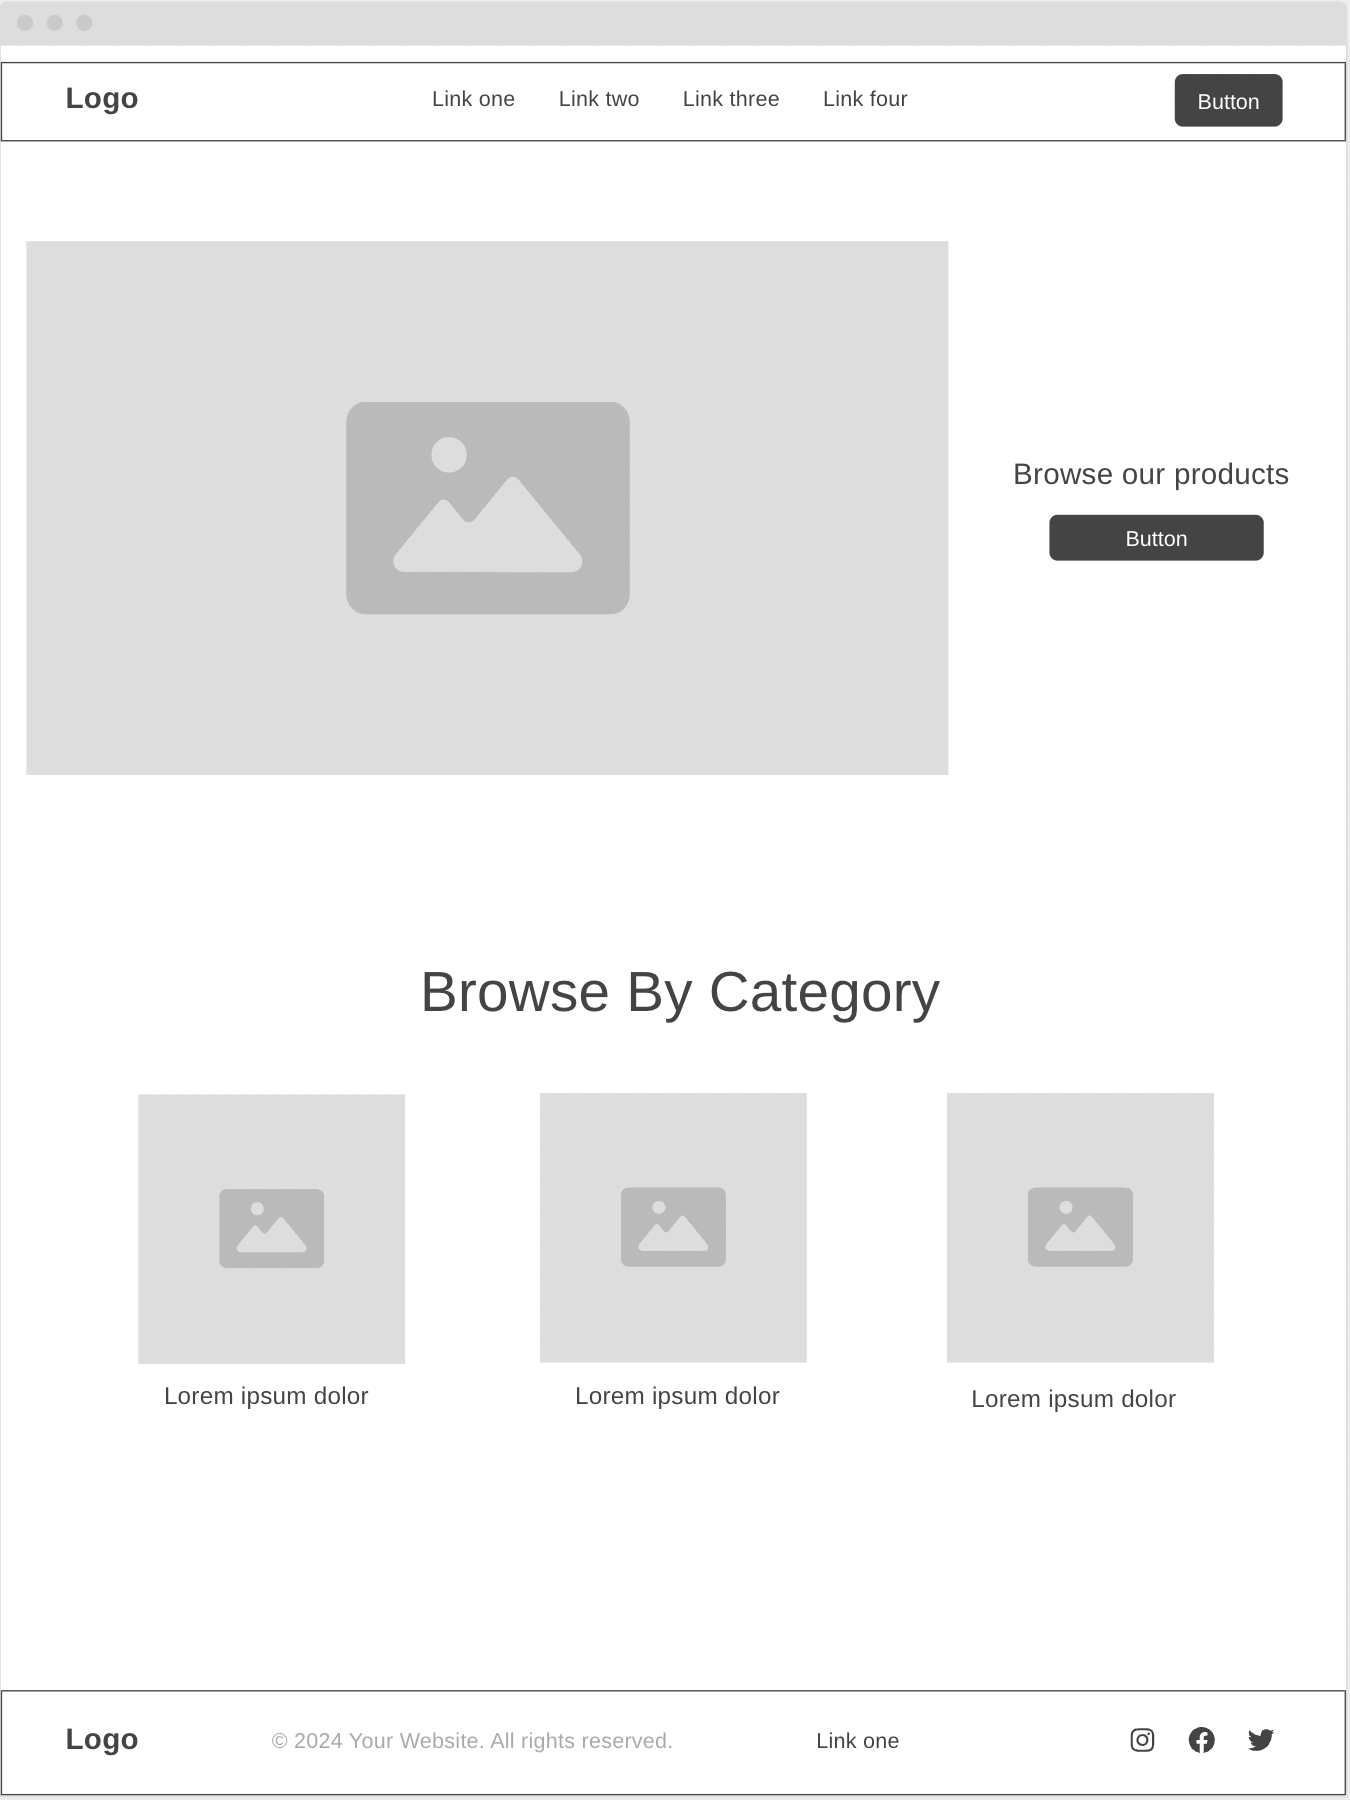 Logo
Link one Link two Link three Link four
Button
Browse our products
Button
Browse By Category
Lorem ipsum dolor
Lorem ipsum dolor
Lorem ipsum dolor
Logo
© 2024 Your Website. All rights reserved.
Link one